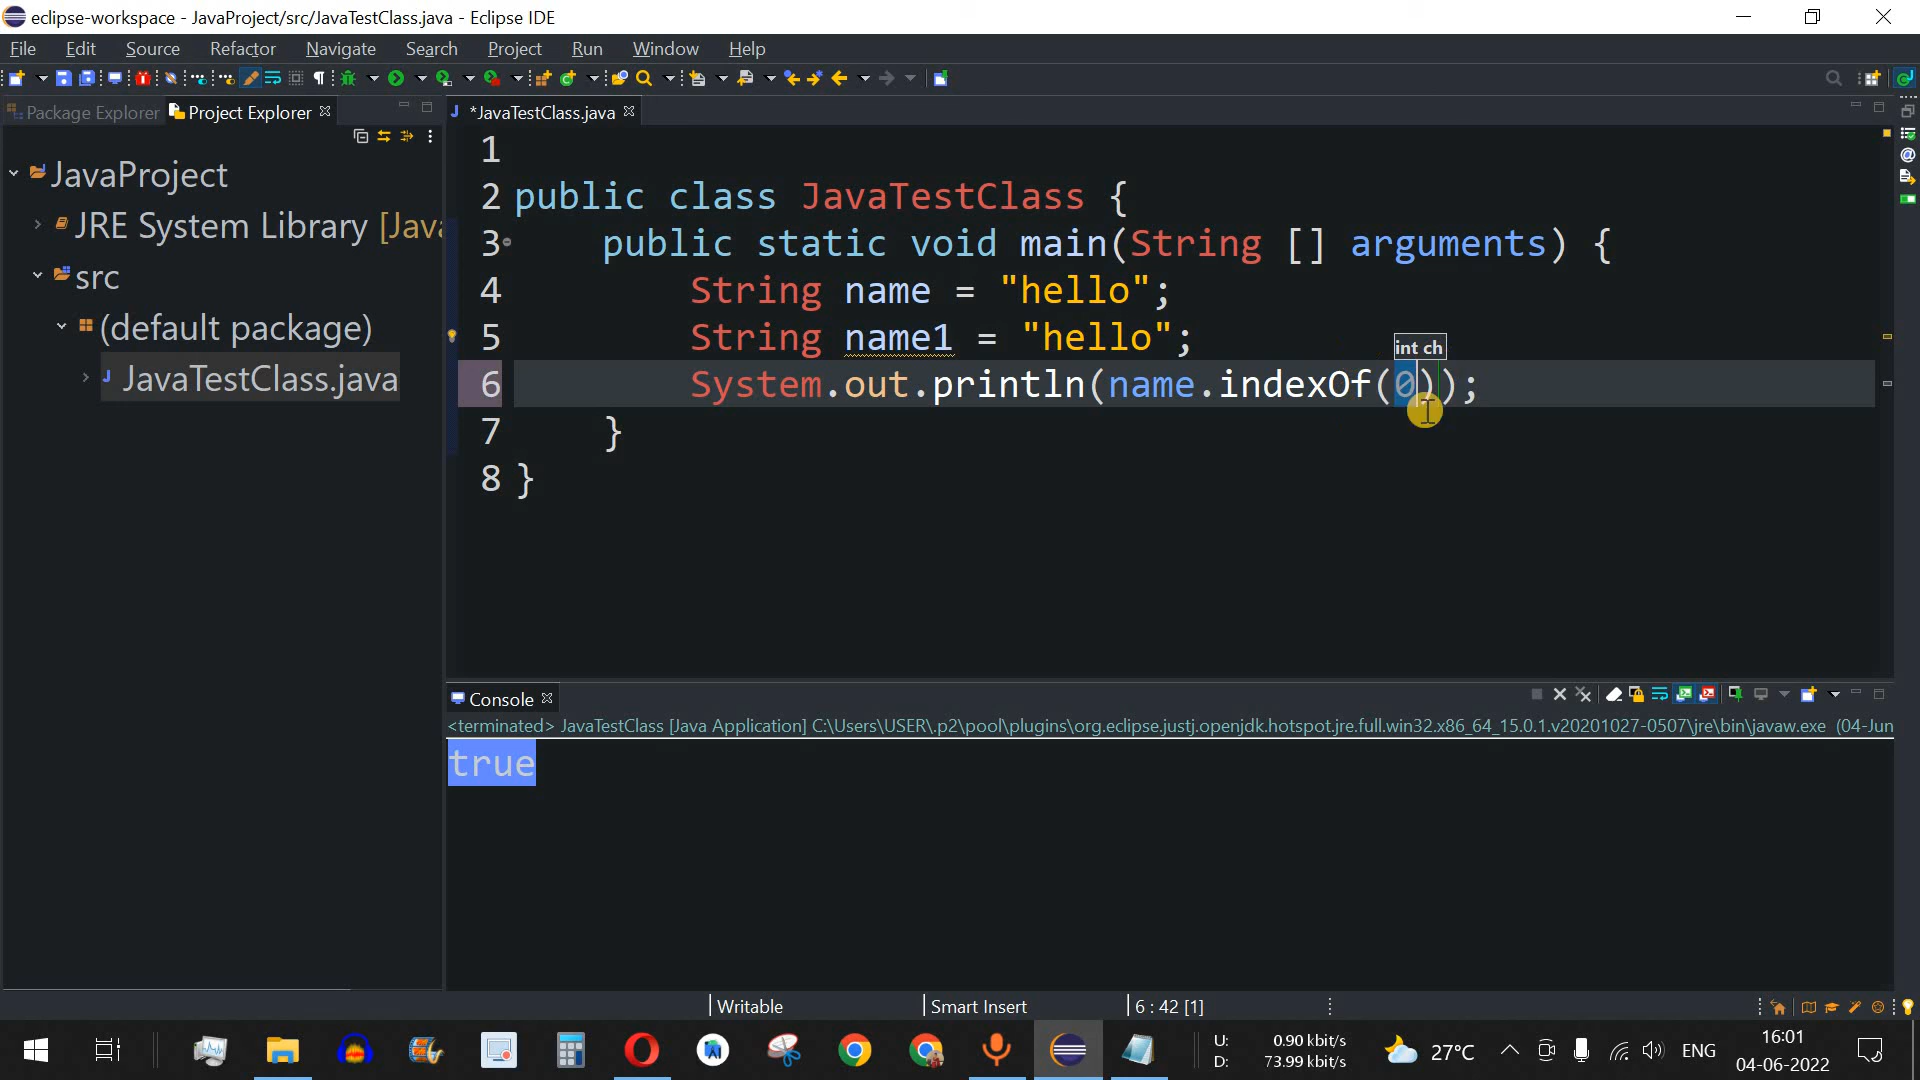 eclipse-workspace - JavaProject/src/JavaTestClass.java - Eclipse IDE
File Edit Source Refactor Navigate Search Project Run Window Help
Package Explorer Project Explorer
*JavaTestClass.java
JavaProject
JRE System Library [Java
src
(default package)
JavaTestClass.java
1
2 public class JavaTestClass {
3 public static void main(String [] arguments) {
4 String name = "hello";
5 String name1 = "hello";
int ch
6 System.out.println(name.indexOf(0));
7 }
8 }
Console
<terminated> JavaTestClass [Java Application] C:\Users\USER\.p2\pool\plugins\org.eclipse.justj.openjdk.hotspot.jre.full.win32.x86_64_15.0.1.v20201027-0507\jre\bin\javaw.exe (04-Jun
true
Writable Smart Insert 6 : 42 [1]
U: 0.90 kbit/s
D: 73.99 kbit/s
27°C
ENG
16:01
04-06-2022